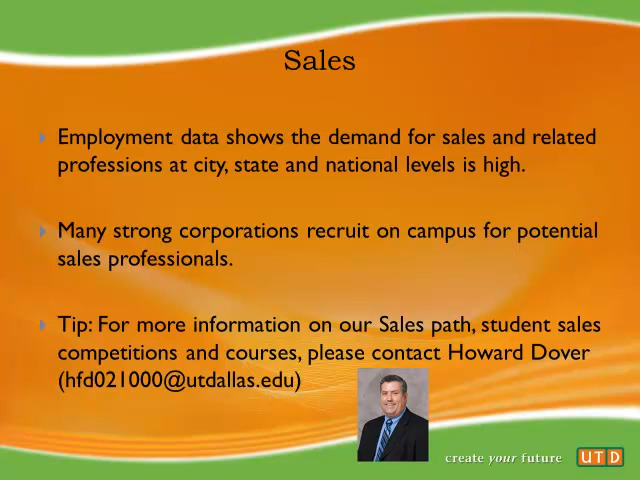 Sales
Employment data shows the demand for sales and related
professions at city, state and national levels is high.
Many strong corporations recruit on campus for potential
sales professionals.
Tip: For more information on our Sales path, student sales
competitions and courses, please contact Howard Dover
(hfd021000@utdallas.edu)
create your future UTD